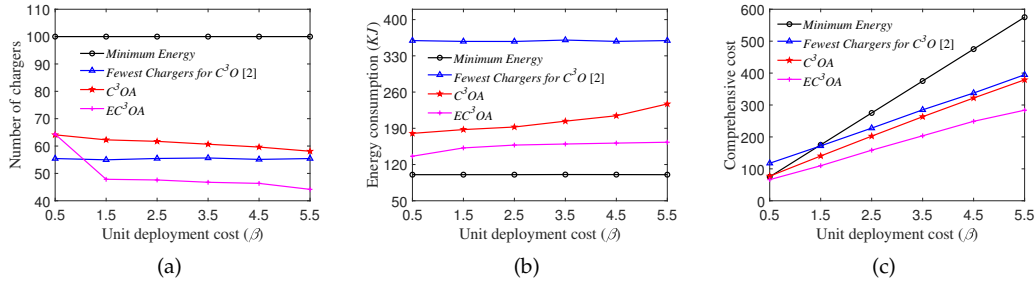 Number of chargers
110
100
90
80
70
60
50
40
Minimum Energy
Fewest Chargers for C³O [2]
C³OA
EC³OA
0.5 1.5 2.5 3.5 4.5 5.5
Unit deployment cost (β)
(a)
Energy consumption (KJ)
400
330
260
190
120
50
Minimum Energy
Fewest Chargers for C³O [2]
C³OA
EC³OA
0.5 1.5 2.5 3.5 4.5 5.5
Unit deployment cost (β)
(b)
Comprehensive cost
600
500
400
300
200
100
0
Minimum Energy
Fewest Chargers for C³O [2]
C³OA
EC³OA
0.5 1.5 2.5 3.5 4.5 5.5
Unit deployment cost (β)
(c)